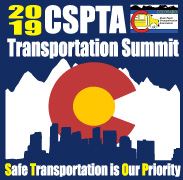 2019 CSPTA
Transportation Summit
Safe Transportation is Our Priority